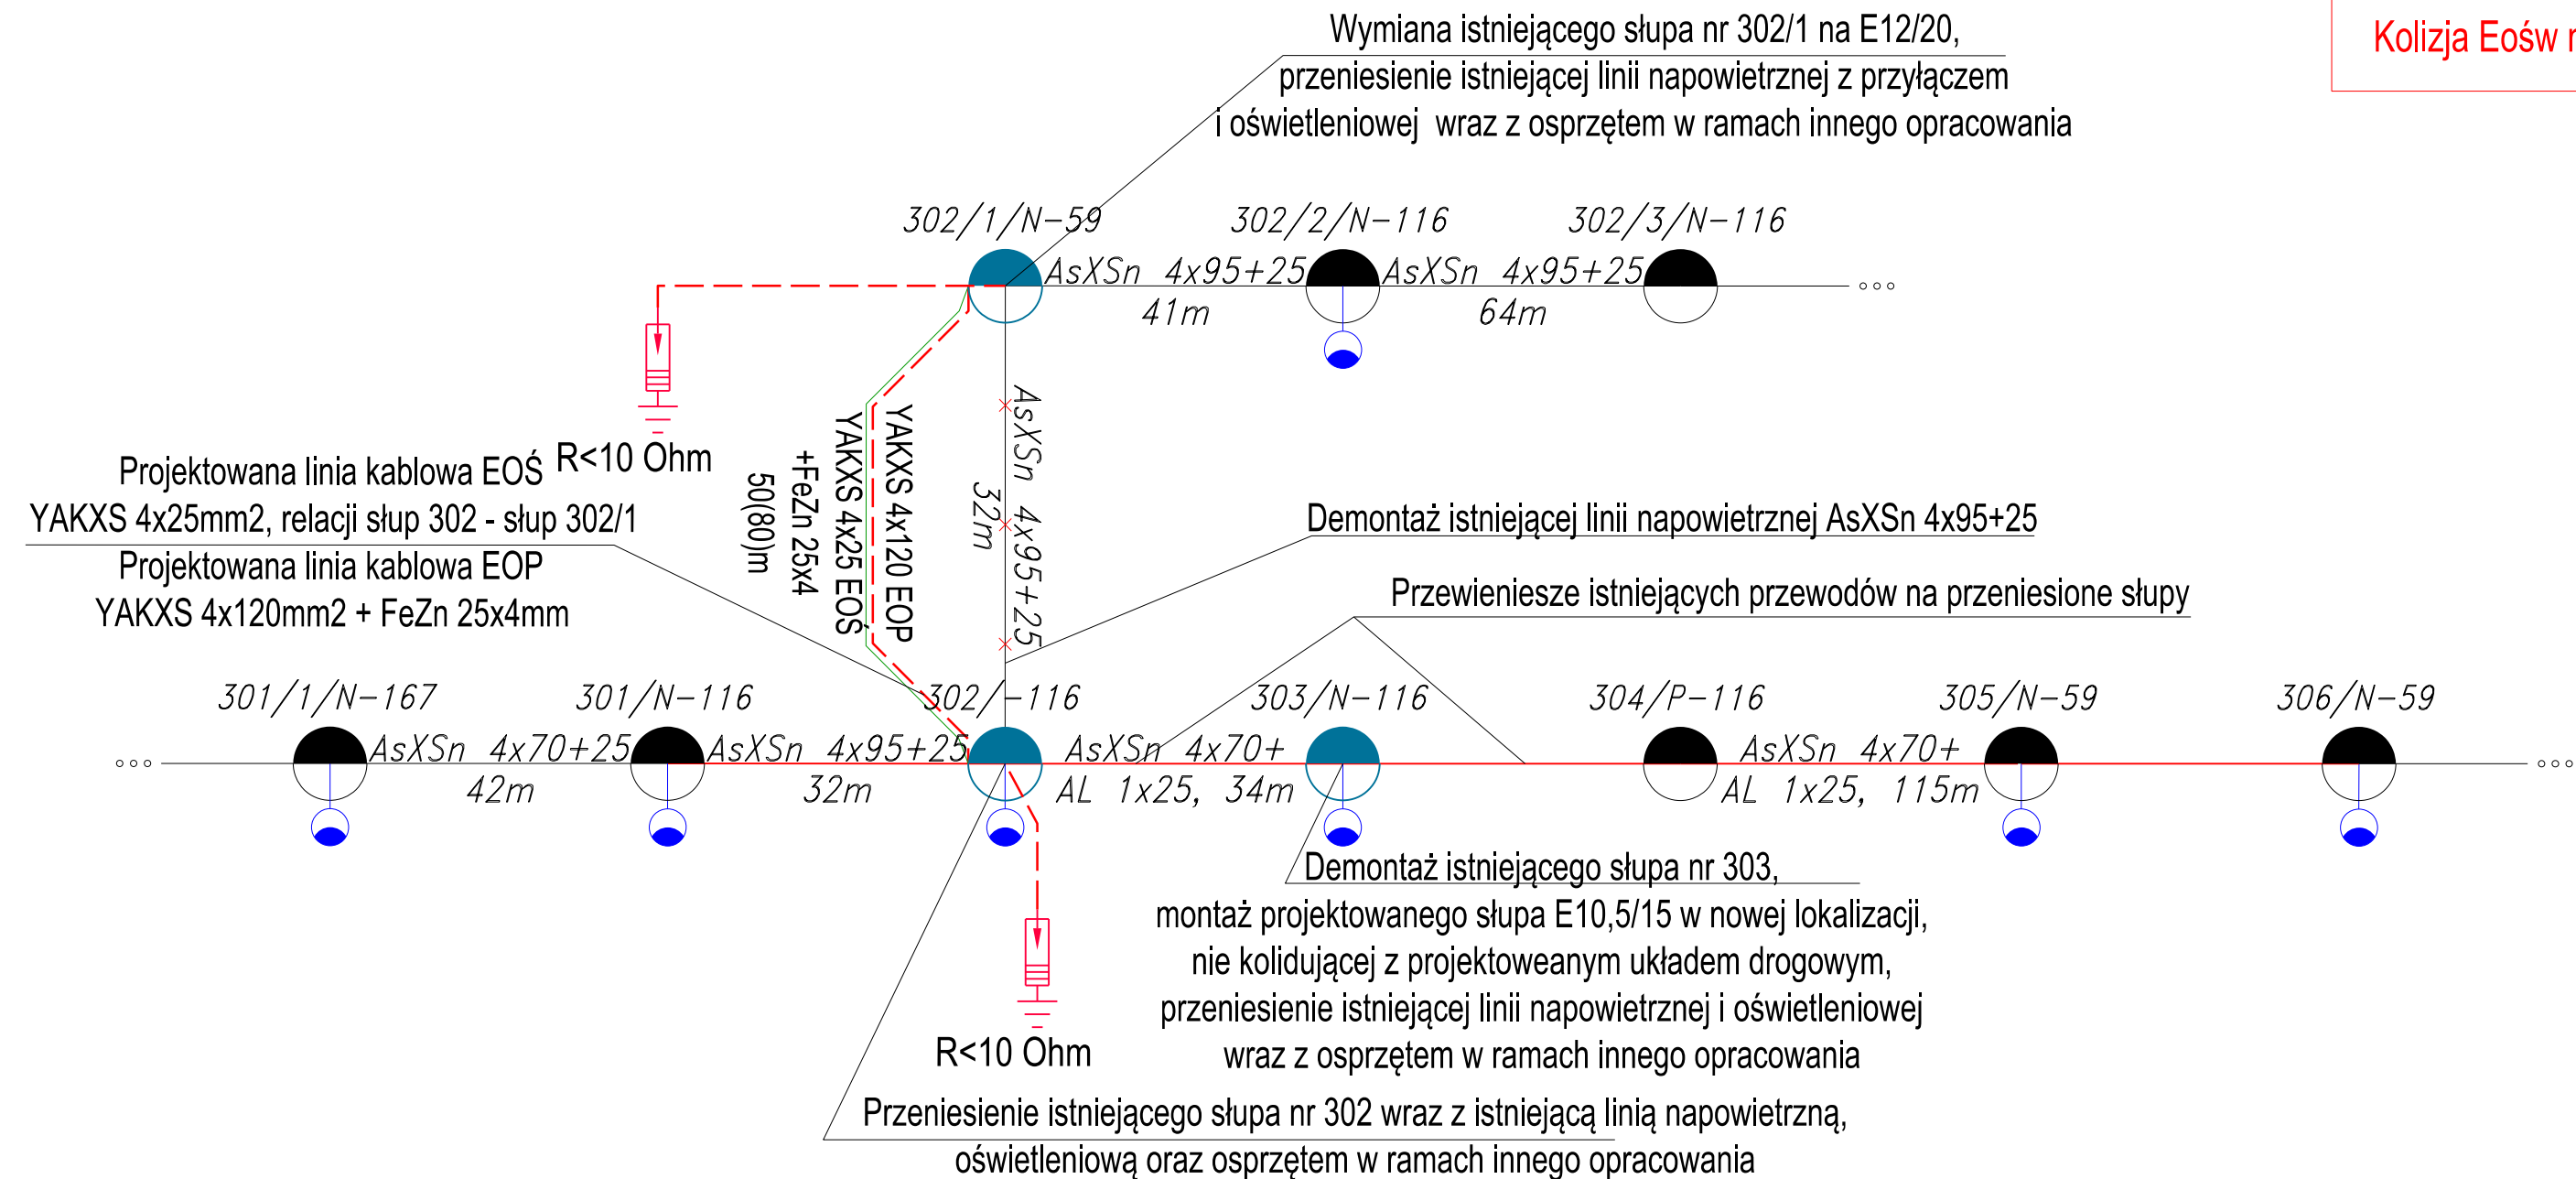 Wymiana istniejącego słupa nr 302/1 na E12/20,
przeniesienie istniejącej linii napowietrznej z przyłączem
i oświetleniowej wraz z osprzętem w ramach innego opracowania
Kolizja Eośw
302/1/N-59
302/2/N-116
302/3/N-116
AsXSn 4x95+25
41m
AsXSn 4x95+25
64m
R<10 Ohm
Projektowana linia kablowa EOŚ
YAKXS 4x25mm2, relacji słup 302 - słup 302/1
Projektowana linia kablowa EOP
YAKXS 4x120mm2 + FeZn 25x4mm
YAKXS 4x120 EOP
YAKXS 4x25 EOŚ
+FeZn 25x4
50(80)m
AsXSn 4x95+25
32m
Demontaż istniejącej linii napowietrznej AsXSn 4x95+25
Przewieniesze istniejących przewodów na przeniesione słupy
301/1/N-167
301/N-116
302/-116
303/N-116
304/P-116
305/N-59
306/N-59
AsXSn 4x70+25
42m
AsXSn 4x95+25
32m
AsXSn 4x70+
AL 1x25, 34m
AsXSn 4x70+
AL 1x25, 115m
Demontaż istniejącego słupa nr 303,
montaż projektowanego słupa E10,5/15 w nowej lokalizacji,
nie kolidującej z projektoweanym układem drogowym,
przeniesienie istniejącej linii napowietrznej i oświetleniowej
wraz z osprzętem w ramach innego opracowania
R<10 Ohm
Przeniesienie istniejącego słupa nr 302 wraz z istniejącą linią napowietrzną,
oświetleniową oraz osprzętem w ramach innego opracowania